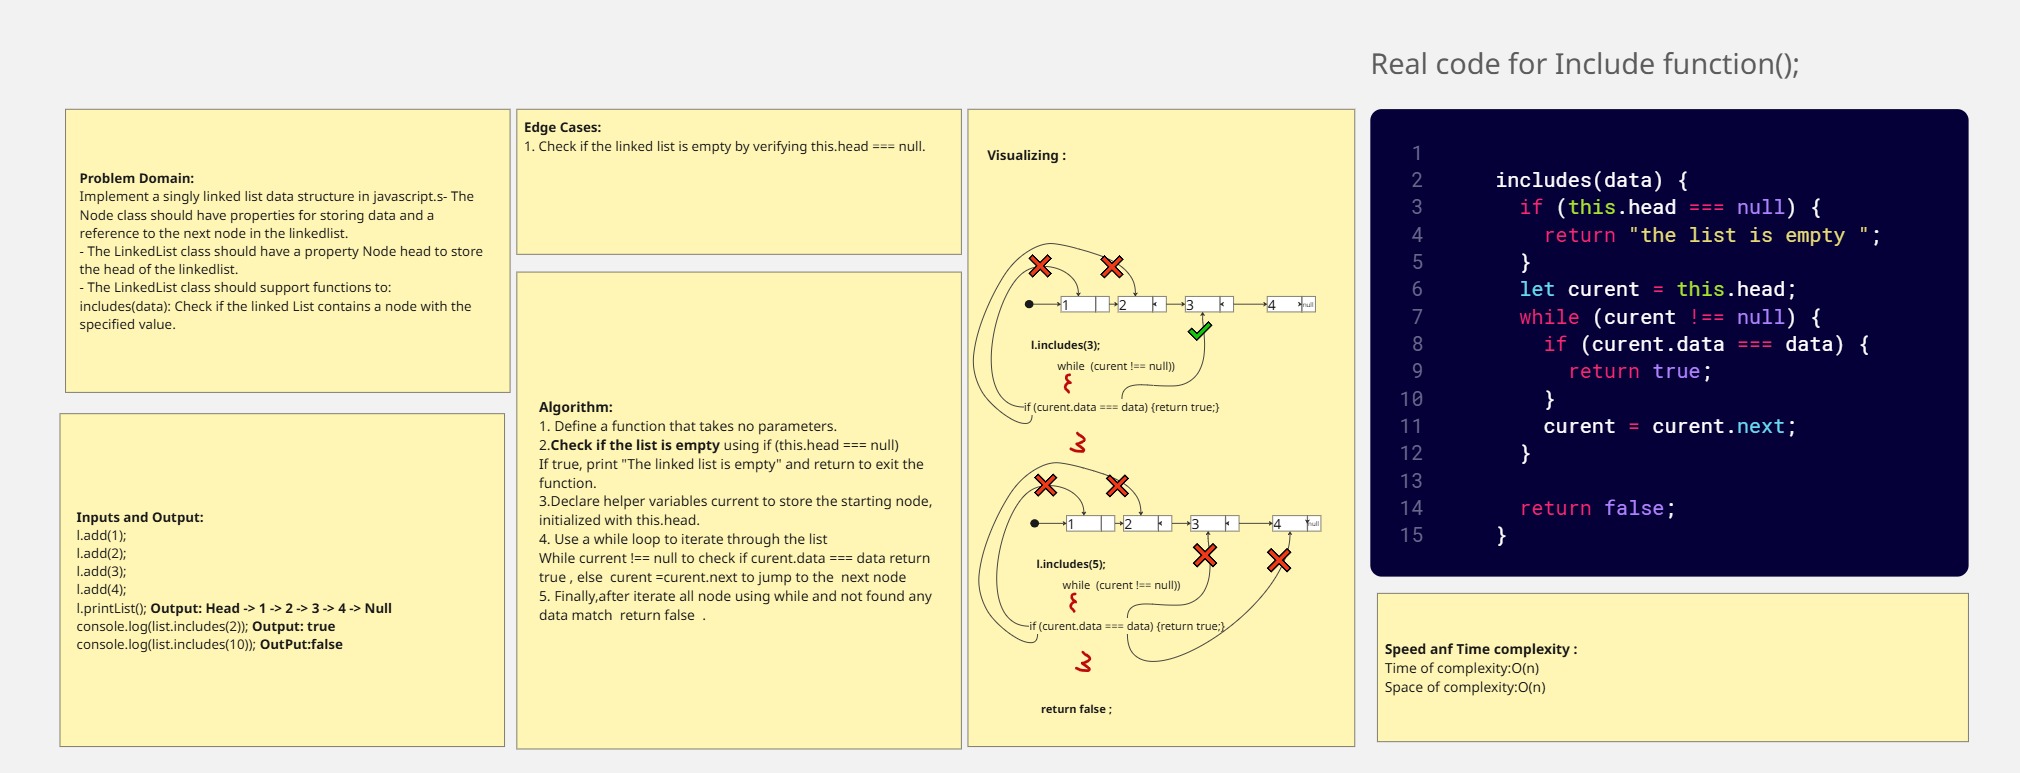 Real code for Include function();
Problem Domain:
Implement a singly linked list data structure in javascript.s- The
Node class should have properties for storing data and a
reference to the next node in the linkedlist.
- The LinkedList class should have a property Node head to store
the head of the linkedlist.
- The LinkedList class should support functions to:
includes(data): Check if the linked List contains a node with the
specified value.
Inputs and Output:
l.add(1);
l.add(2);
l.add(3);
l.add(4);
l.printList(); Output: Head -> 1 -> 2 -> 3 -> 4 -> Null
console.log(list.includes(2)); Output: true
console.log(list.includes(10)); OutPut:false
Edge Cases:
1. Check if the linked list is empty by verifying this.head === null.
Algorithm:
1. Define a function that takes no parameters.
2.Check if the list is empty using if (this.head === null)
If true, print "The linked list is empty" and return to exit the
function.
3.Declare helper variables current to store the starting node,
initialized with this.head.
4. Use a while loop to iterate through the list
While current !== null to check if curent.data === data return
true , else  curent =curent.next to jump to the  next node
5. Finally,after iterate all node using while and not found any
data match  return false  .
Visualizing :
1 2 3 4 null
l.includes(3);
while  (curent !== null))
if (curent.data === data) {return true;}
1 2 3 4 null
l.includes(5);
while  (curent !== null))
if (curent.data === data) {return true;}
return false ;
1
2 includes(data) {
3 if (this.head === null) {
4 return "the list is empty ";
5 }
6 let curent = this.head;
7 while (curent !== null) {
8 if (curent.data === data) {
9 return true;
10 }
11 curent = curent.next;
12 }
13
14 return false;
15 }
Speed anf Time complexity :
Time of complexity:O(n)
Space of complexity:O(n)